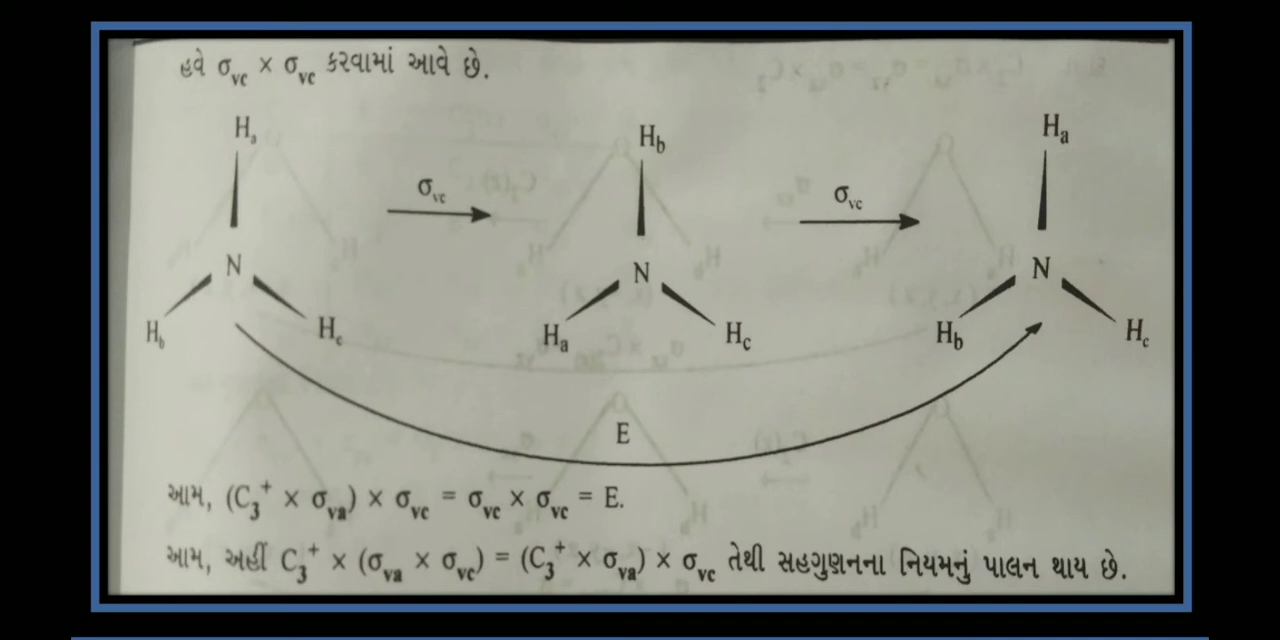 હવે σvc × σvc કરવામાં આવે છે.
Ha Hb Ha
σvc σvc
N N N
Hb Hc Ha Hc Hb Hc
E
આમ, (C3+ × σva) × σvc = σvc × σvc = E.
આમ, અહીં C3+ × (σva × σvc) = (C3+ × σva) × σvc તેથી સહગુણનના નિયમનું પાલન થાય છે.